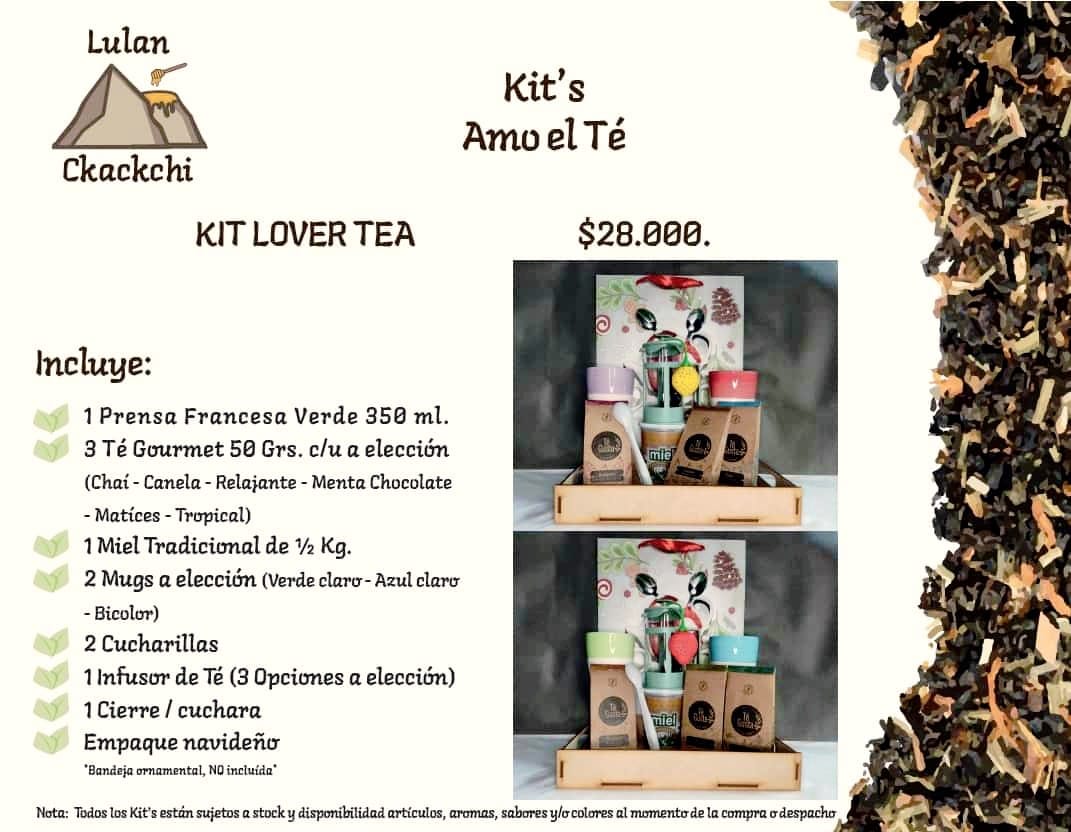 Lulan
Ckackchi
Kit's
Amo el Té
KIT LOVER TEA $28.000.
Incluye:
1 Prensa Francesa Verde 350 ml.
3 Té Gourmet 50 Grs. c/u a elección
(Chaí - Canela - Relajante - Menta Chocolate
- Matíces - Tropical)
1 Miel Tradicional de ½ Kg.
2 Mugs a elección (Verde claro - Azul claro
- Bicolor)
2 Cucharillas
1 Infusor de Té (3 Opciones a elección)
1 Cierre / cuchara
Empaque navideño
"Bandeja ornamental, NO incluída"
miel
miel
Nota: Todos los Kit's están sujetos a stock y disponibilidad artículos, aromas, sabores y/o colores al momento de la compra o despacho